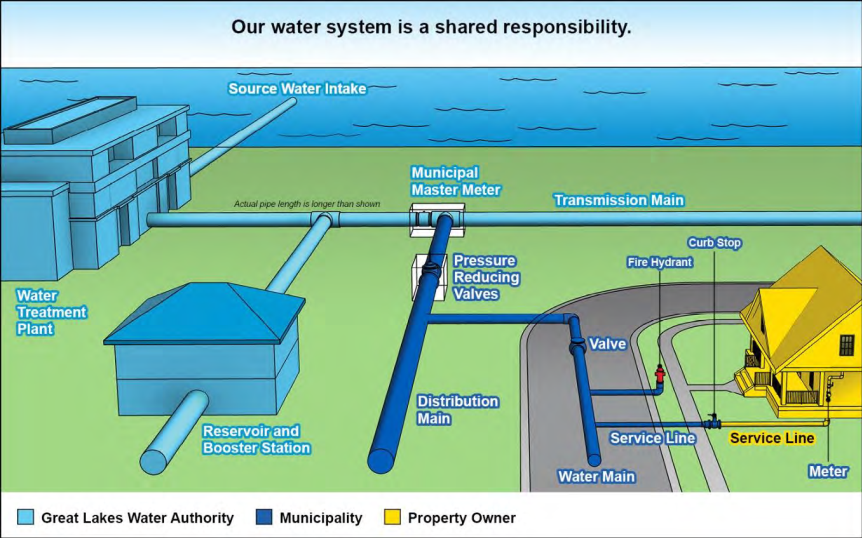 Our water system is a shared responsibility.
Source Water Intake
Municipal
Master Meter
Actual pipe length is longer than shown
Transmission Main
Curb Stop
Pressure
Reducing
Valves
Fire Hydrant
Water
Treatment
Plant
Valve
Distribution
Main
Reservoir and
Booster Station
Service Line
Service Line
Water Main
Meter
Great Lakes Water Authority
Municipality
Property Owner